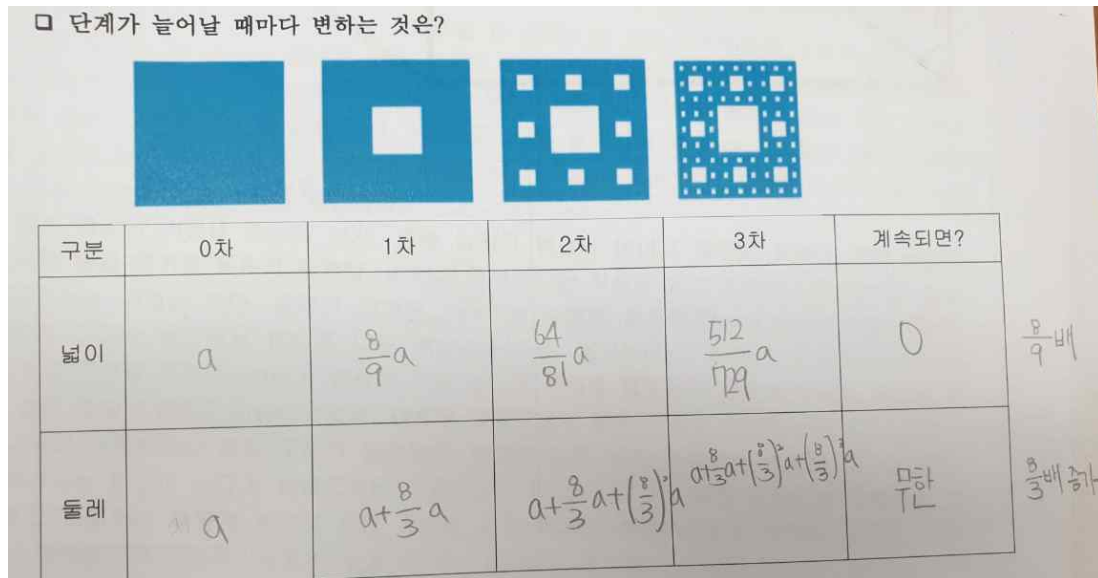 □ 단계가 늘어날 때마다 변하는 것은?
구분 0차 1차 2차 3차 계속되면?
넓이 a 8/9 a 64/81 a 512/729 a 0 8/9 배
둘레 a a+8/3 a a+8/3 a+(8/3)²a a+8/3 a+(8/3)²a+(8/3)³a 무한 8/3 배 증가